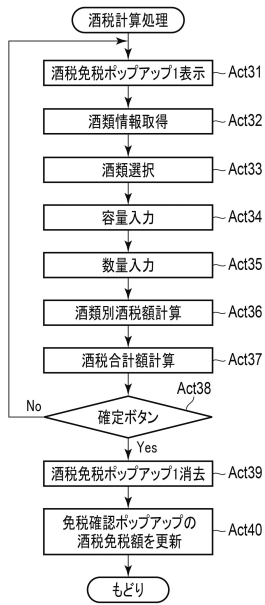 酒税計算処理
酒税免税ポップアップ1表示
Act31
酒類情報取得
Act32
酒類選択
Act33
容量入力
Act34
数量入力
Act35
酒類別酒税額計算
Act36
酒税合計額計算
Act37
Act38
確定ボタン
No
Yes
酒税免税ポップアップ1消去
Act39
免税確認ポップアップの
酒税免税額を更新
Act40
もどり